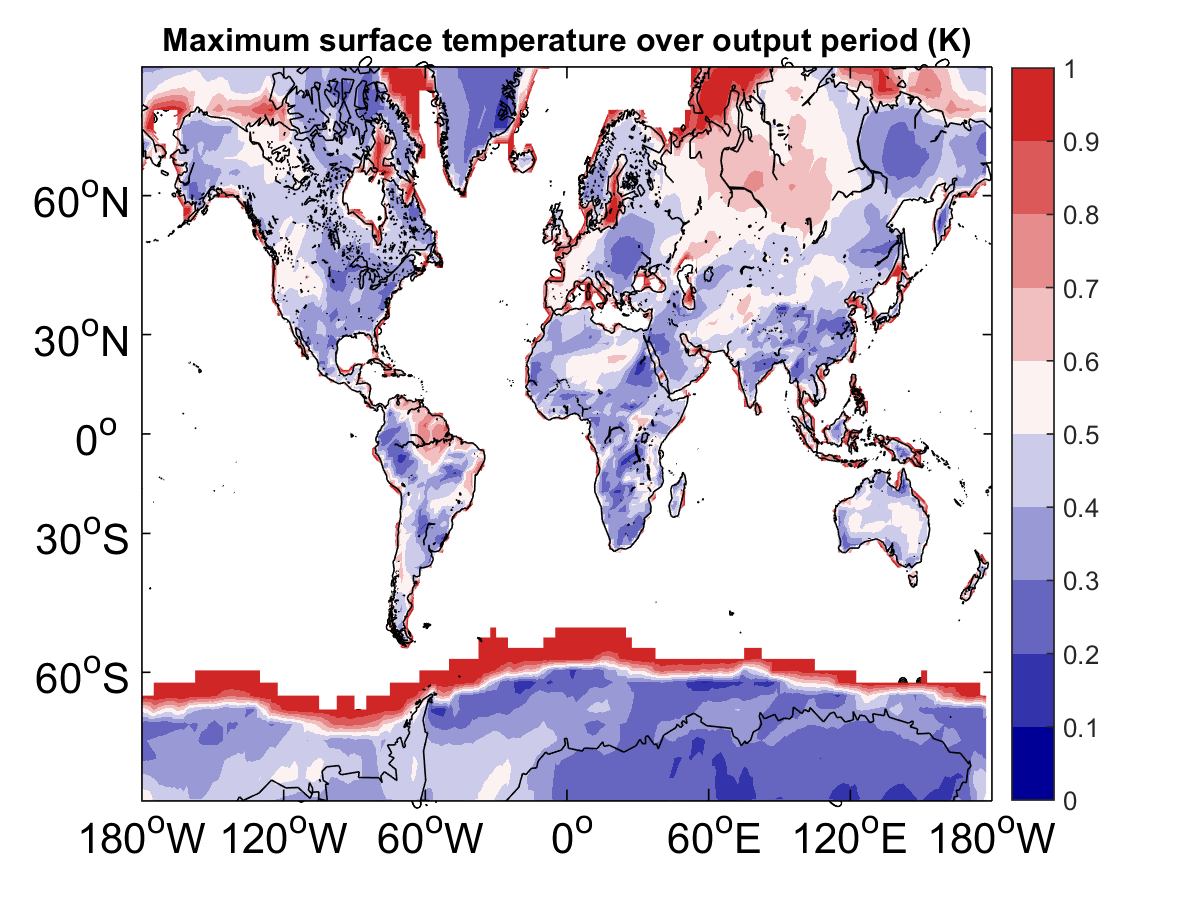 Maximum surface temperature over output period (K)
1
0.9
0.8
0.7
0.6
0.5
0.4
0.3
0.2
0.1
0
60°N
30°N
0°
30°S
60°S
180°W 120°W 60°W 0° 60°E 120°E 180°W